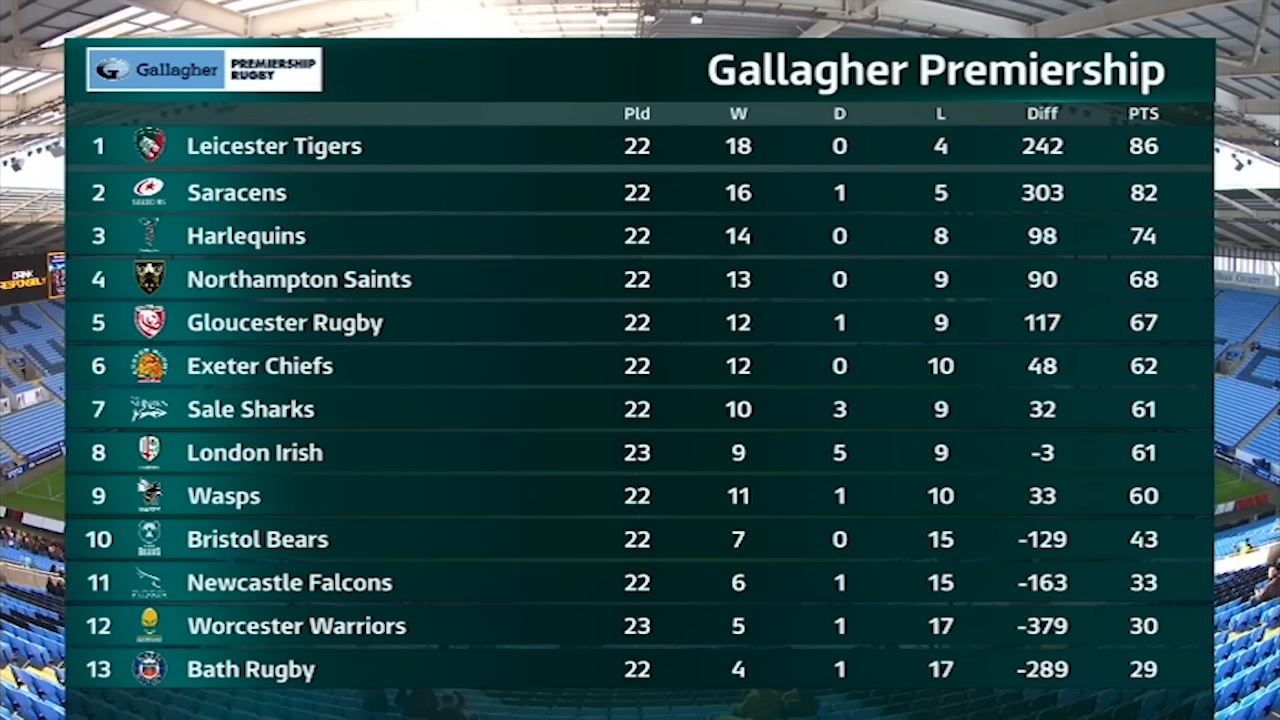 Gallagher PREMIERSHIP RUGBY Gallagher Premiership
Pld W D L Diff PTS
1 Leicester Tigers 22 18 0 4 242 86
2 Saracens 22 16 1 5 303 82
3 Harlequins 22 14 0 8 98 74
4 Northampton Saints 22 13 0 9 90 68
5 Gloucester Rugby 22 12 1 9 117 67
6 Exeter Chiefs 22 12 0 10 48 62
7 Sale Sharks 22 10 3 9 32 61
8 London Irish 23 9 5 9 -3 61
9 Wasps 22 11 1 10 33 60
10 Bristol Bears 22 7 0 15 -129 43
11 Newcastle Falcons 22 6 1 15 -163 33
12 Worcester Warriors 23 5 1 17 -379 30
13 Bath Rugby 22 4 1 17 -289 29
DRINK
RESPONSIBLY
BEARS